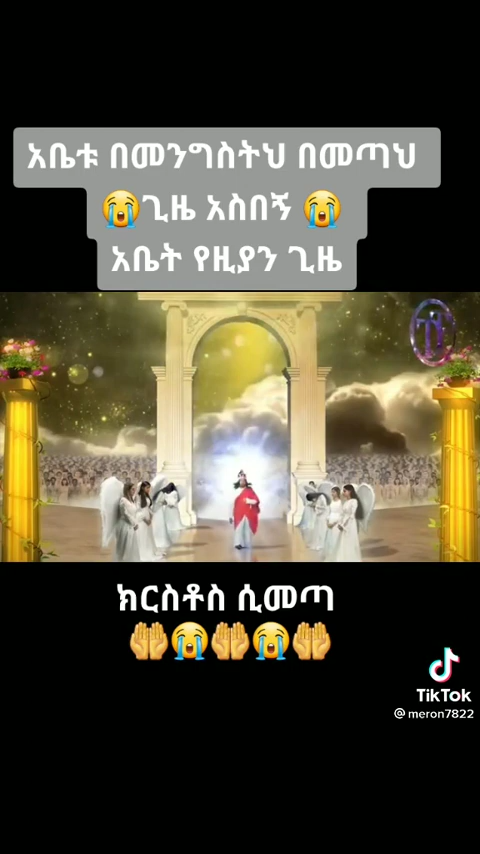 አቤቱ በመንግስትህ በመጣህ
😭ጊዜ አስበኝ 😭
አቤት የዚያን ጊዜ
ክርስቶስ ሲመጣ
🤲😭🤲😭🤲
TikTok
@meron7822